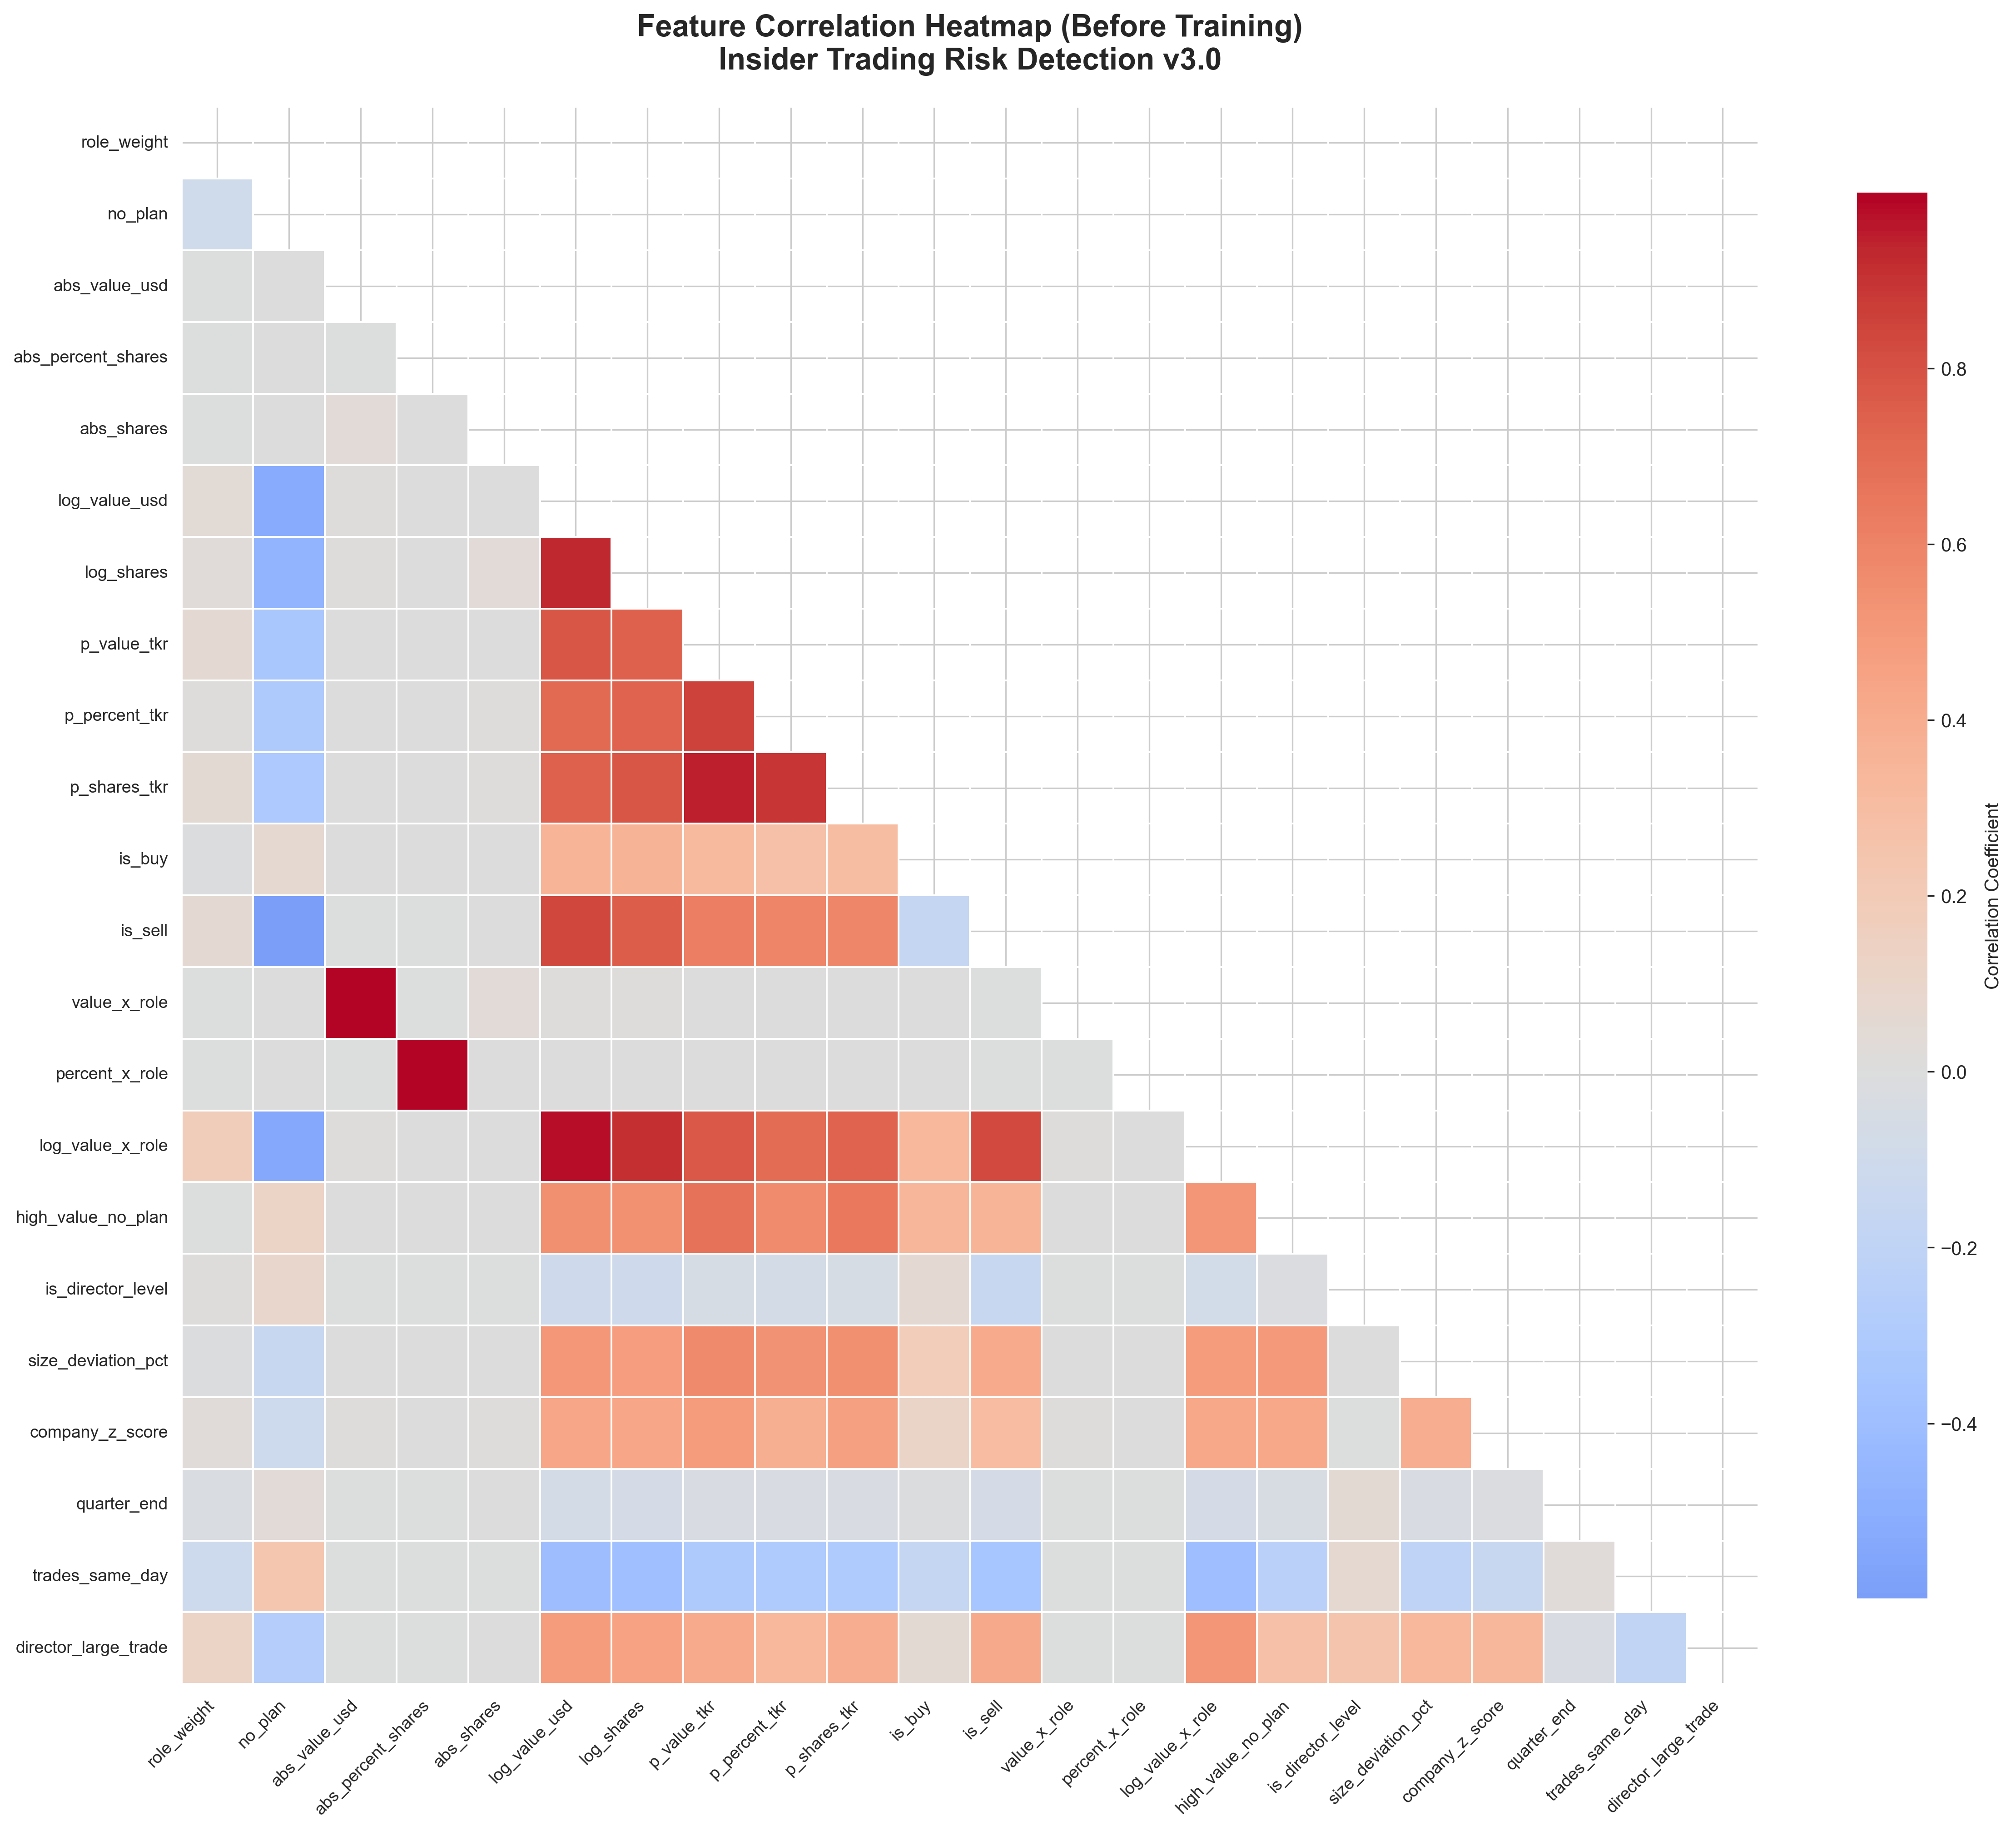 Feature Correlation Heatmap (Before Training)
Insider Trading Risk Detection v3.0
role_weight
no_plan
abs_value_usd
abs_percent_shares
abs_shares
log_value_usd
log_shares
p_value_tkr
p_percent_tkr
p_shares_tkr
is_buy
is_sell
value_x_role
percent_x_role
log_value_x_role
high_value_no_plan
is_director_level
size_deviation_pct
company_z_score
quarter_end
trades_same_day
director_large_trade
role_weight
no_plan
abs_value_usd
abs_percent_shares
abs_shares
log_value_usd
log_shares
p_value_tkr
p_percent_tkr
p_shares_tkr
is_buy
is_sell
value_x_role
percent_x_role
log_value_x_role
high_value_no_plan
is_director_level
size_deviation_pct
company_z_score
quarter_end
trades_same_day
director_large_trade
0.8
0.6
0.4
0.2
0.0
−0.2
−0.4
Correlation Coefficient